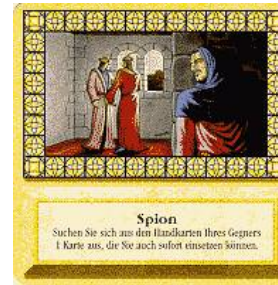 Spion
Suchen Sie sich aus den Handkarten Ihres Gegners
1 Karte aus, die Sie auch sofort einsetzen können.